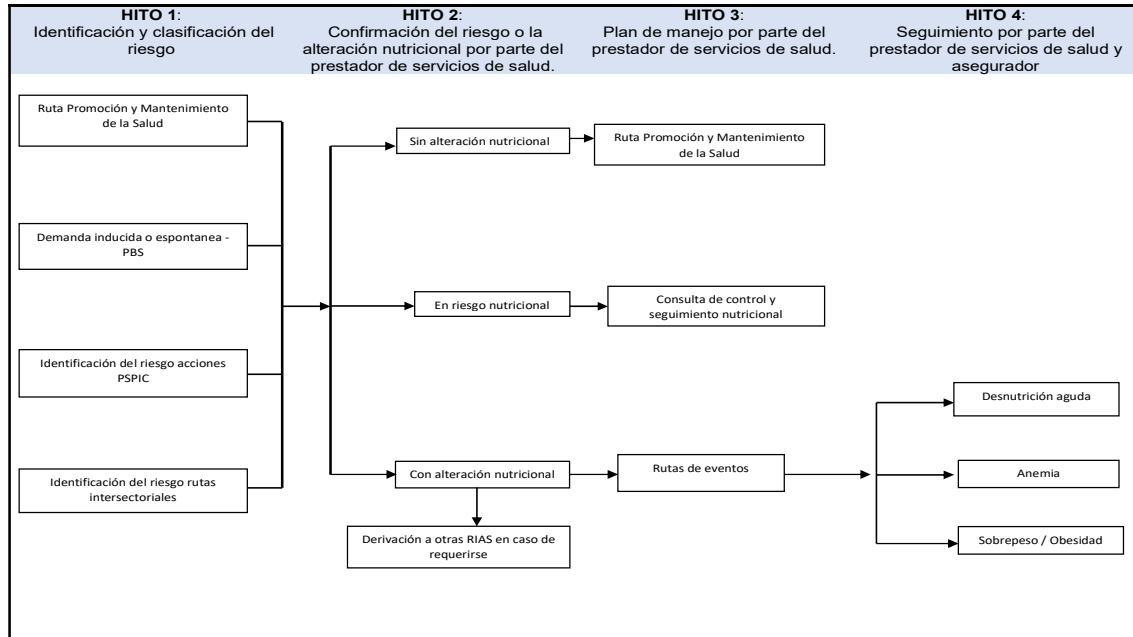 HITO 1:
Identificación y clasificación del
riesgo
HITO 2:
Confirmación del riesgo o la
alteración nutricional por parte del
prestador de servicios de salud.
HITO 3:
Plan de manejo por parte del
prestador de servicios de salud.
HITO 4:
Seguimiento por parte del
prestador de servicios de salud y
asegurador
Ruta Promoción y Mantenimiento
de la Salud
Demanda inducida o espontanea -
PBS
Identificación del riesgo acciones
PSPIC
Identificación del riesgo rutas
intersectoriales
Sin alteración nutricional
Ruta Promoción y Mantenimiento
de la Salud
En riesgo nutricional
Consulta de control y
seguimiento nutricional
Con alteración nutricional
Rutas de eventos
Derivación a otras RIAS en caso de
requerirse
Desnutrición aguda
Anemia
Sobrepeso / Obesidad